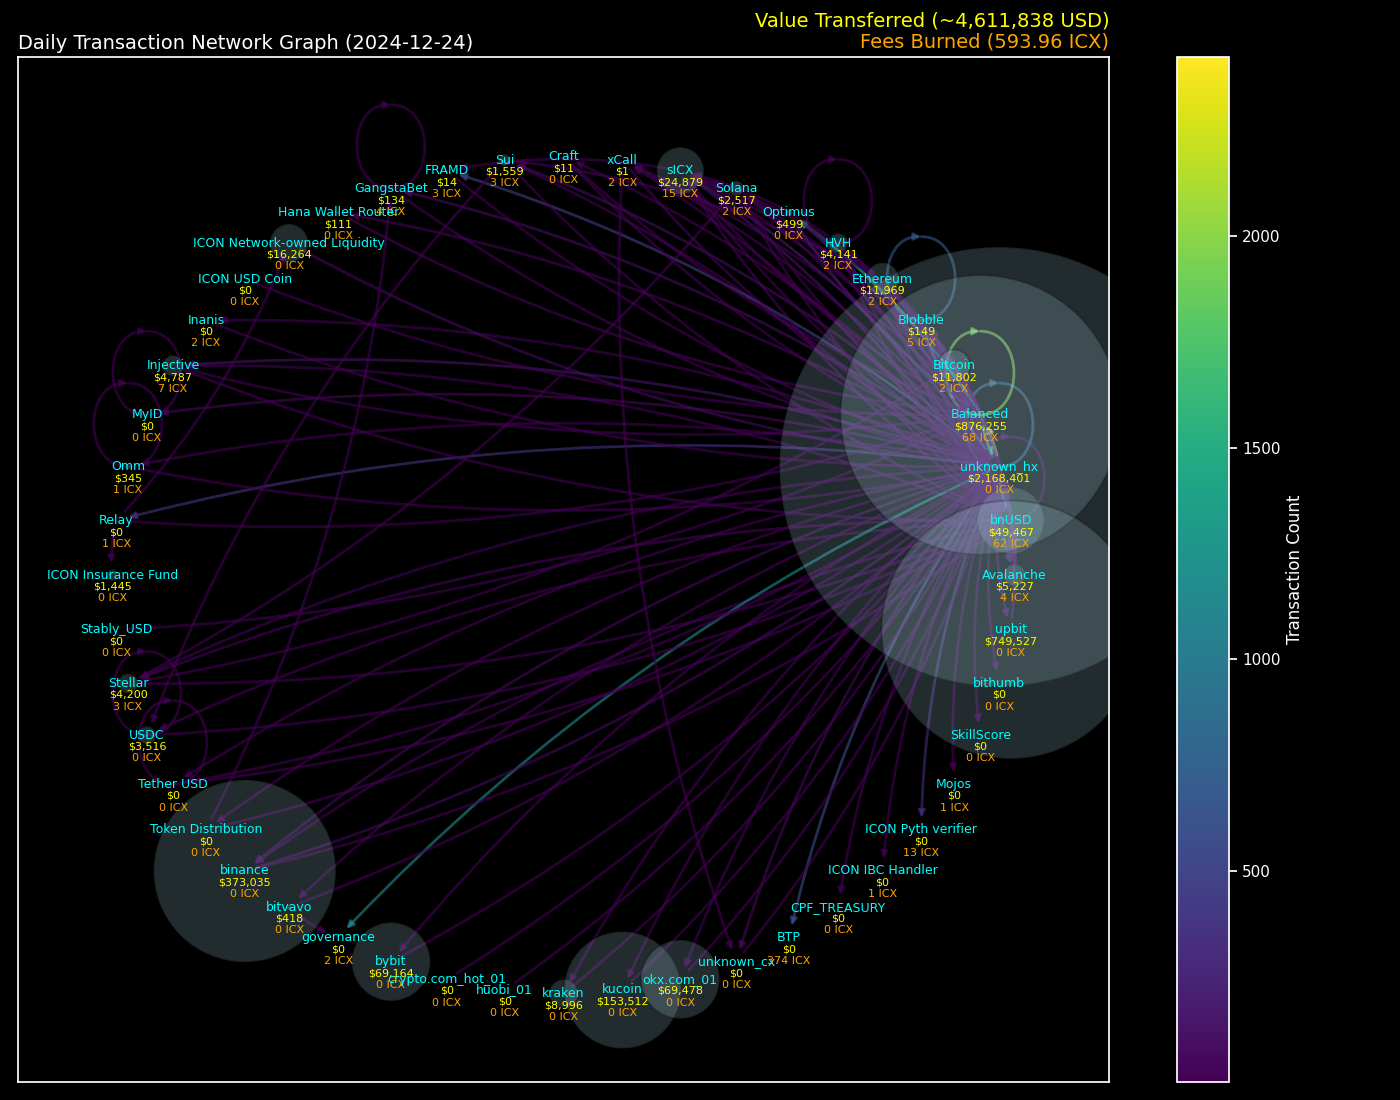 Value Transferred (~4,611,838 USD)
Daily Transaction Network Graph (2024-12-24)
Fees Burned (593.96 ICX)
Sui
$1,559
3 ICX
Craft
$11
0 ICX
xCall
$1
2 ICX
FRAMD
$14
3 ICX
sICX
$24,879
15 ICX
GangstaBet
$134
ICX
Solana
$2,517
2 ICX
Hana Wallet Router
$111
0 ICX
Optimus
$499
0 ICX
ICON Network-owned Liquidity
$16,264
0 ICX
HVH
$4,141
2 ICX
ICON USD Coin
$0
0 ICX
Ethereum
$11,969
2 ICX
Inanis
$0
2 ICX
Blobble
$149
5 ICX
Injective
$4,787
7 ICX
Bitcoin
$11,802
2 ICX
MyID
$0
0 ICX
Balanced
$876,255
68 ICX
Omm
$345
1 ICX
unknown_hx
$2,168,401
0 ICX
Relay
$0
1 ICX
bnUSD
$49,467
62 ICX
ICON Insurance Fund
$1,445
0 ICX
Avalanche
$5,227
4 ICX
Stably_USD
$0
0 ICX
upbit
$749,527
0 ICX
Stellar
$4,200
3 ICX
bithumb
$0
0 ICX
USDC
$3,516
0 ICX
SkillScore
$0
0 ICX
Tether USD
$0
0 ICX
Mojos
$0
1 ICX
Token Distribution
$0
0 ICX
ICON Pyth verifier
$0
13 ICX
binance
$373,035
0 ICX
ICON IBC Handler
$0
1 ICX
bitvavo
$418
0 ICX
CPF_TREASURY
$0
0 ICX
governance
$0
2 ICX
BTP
$0
374 ICX
bybit
$69,164
0 ICX
unknown_cx
$0
0 ICX
crypto.com_hot_01
$0
0 ICX
huobi_01
$0
0 ICX
kraken
$8,996
0 ICX
kucoin
$153,512
0 ICX
okx.com_01
$69,478
0 ICX
2000
1500
1000
500
Transaction Count